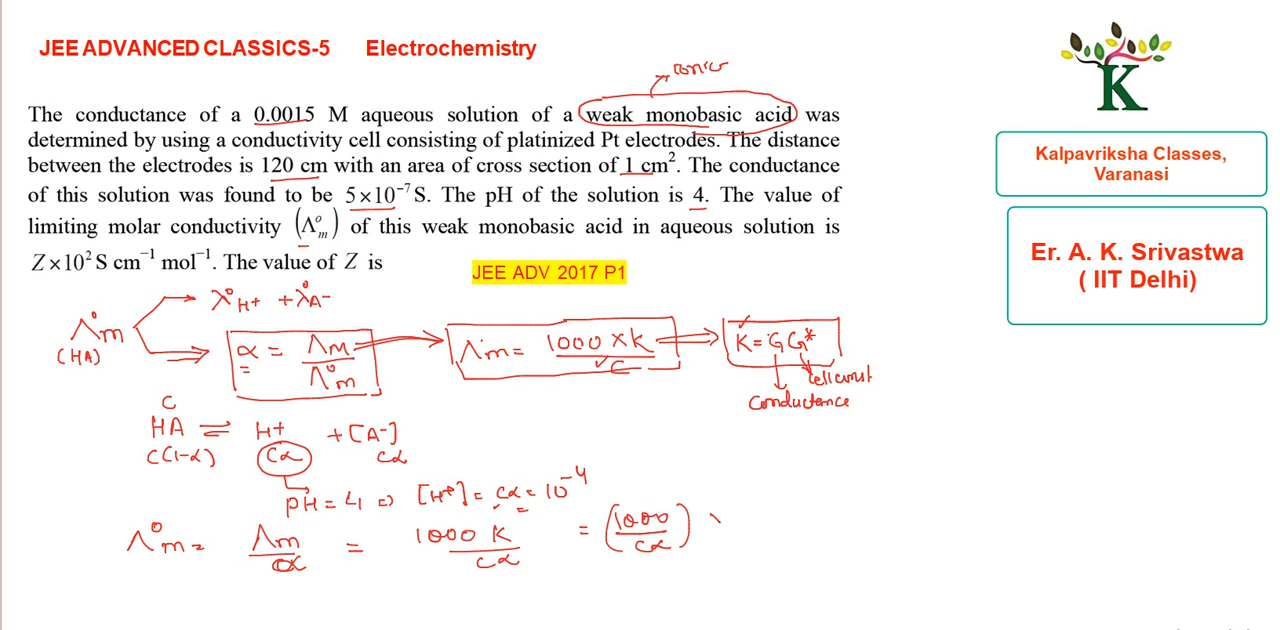 JEE ADVANCED CLASSICS-5 Electrochemistry
K
Kalpavriksha Classes,
Varanasi
Er. A. K. Srivastwa
( IIT Delhi)
The conductance of a 0.0015 M aqueous solution of a weak monobasic acid was
determined by using a conductivity cell consisting of platinized Pt electrodes. The distance
between the electrodes is 120 cm with an area of cross section of 1 cm². The conductance
of this solution was found to be 5×10⁻⁷ S. The pH of the solution is 4. The value of
limiting molar conductivity (Λ°m) of this weak monobasic acid in aqueous solution is
Z×10² S cm⁻¹ mol⁻¹. The value of Z is
JEE ADV 2017 P1
λ°H+ + λ°A-
Λ°m
(HA)
α = Λm / Λ°m
Λm = 1000 × K / C
K = G G*
cell const
conductance
C
HA ⇌ H+ + [A-]
C(1-α) Cα Cα
pH = 4 ⇒ [H+] = Cα = 10⁻⁴
Λ°m = Λm / α = 1000 K / Cα = (1000 / Cα)